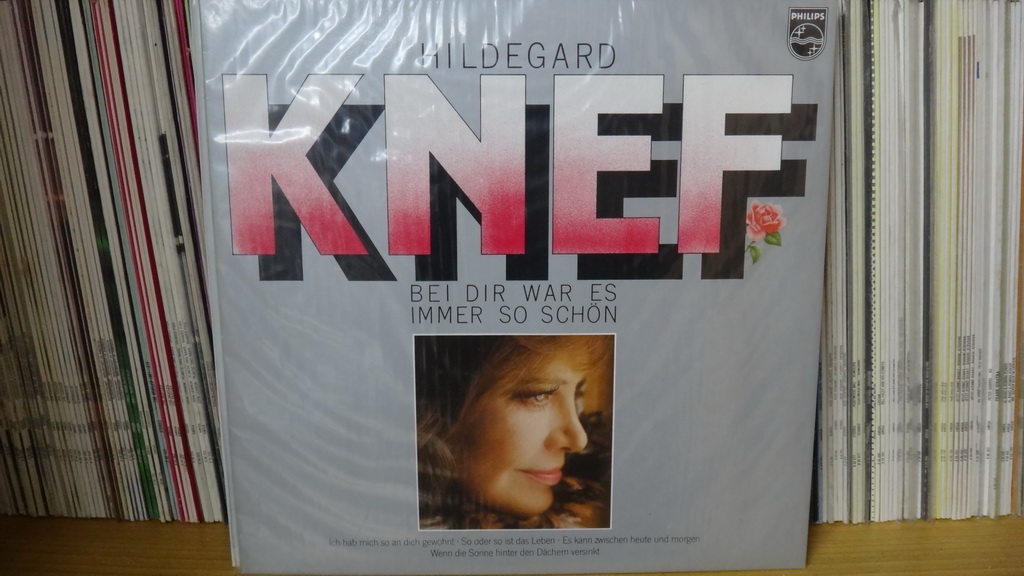 PHILIPS
HILDEGARD
KNEF
BEI DIR WAR ES
IMMER SO SCHÖN
Ich hab mich so an dich gewöhnt · So oder so ist das Leben · Es kann zwischen heute und morgen
Wenn die Sonne hinter den Dächern versinkt